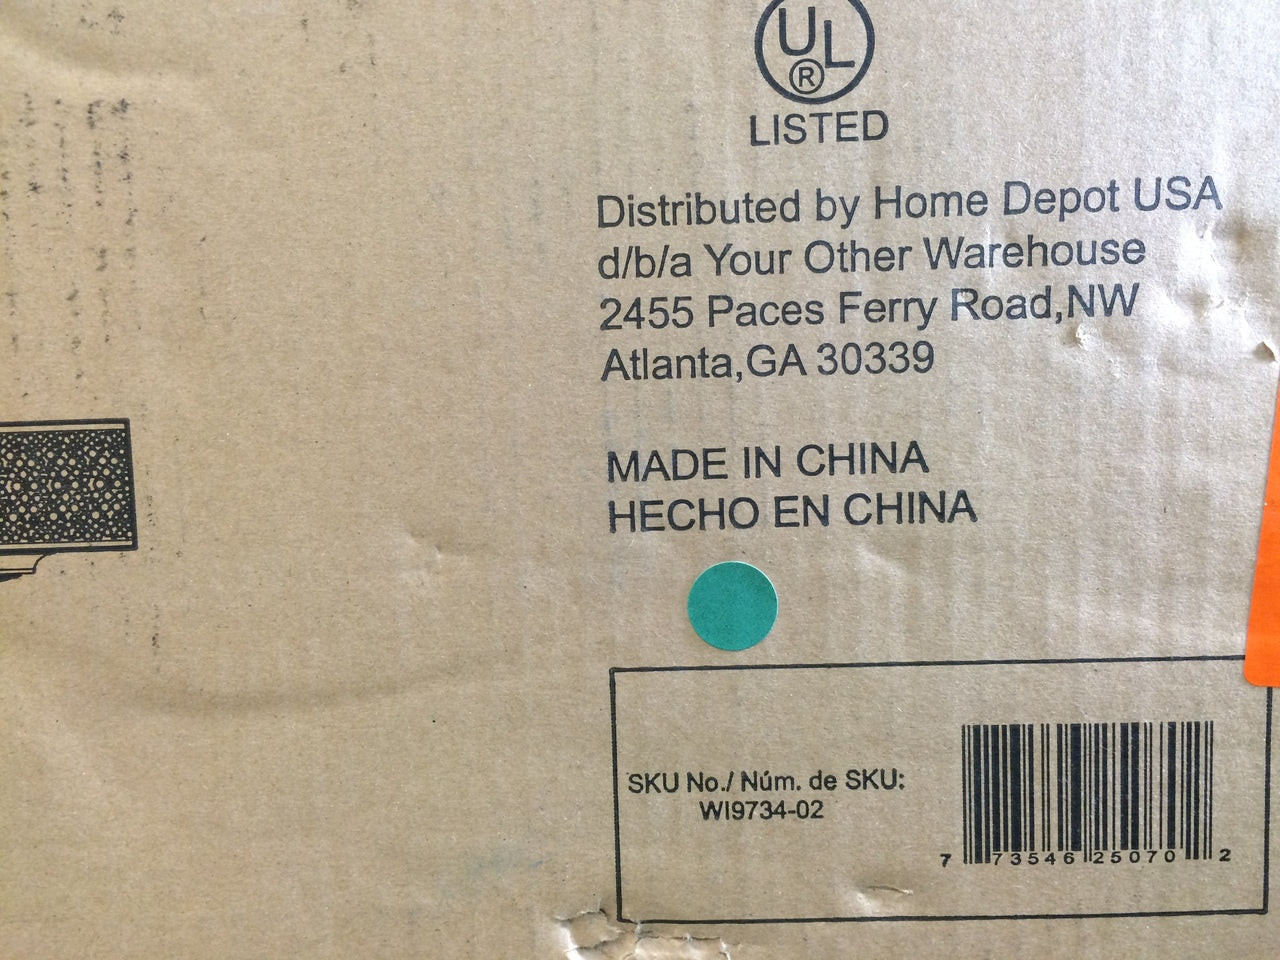 UL
®
LISTED
Distributed by Home Depot USA
d/b/a Your Other Warehouse
2455 Paces Ferry Road,NW
Atlanta,GA 30339
MADE IN CHINA
HECHO EN CHINA
SKU No./ Núm. de SKU:
WI9734-02
7 73546 25070 2